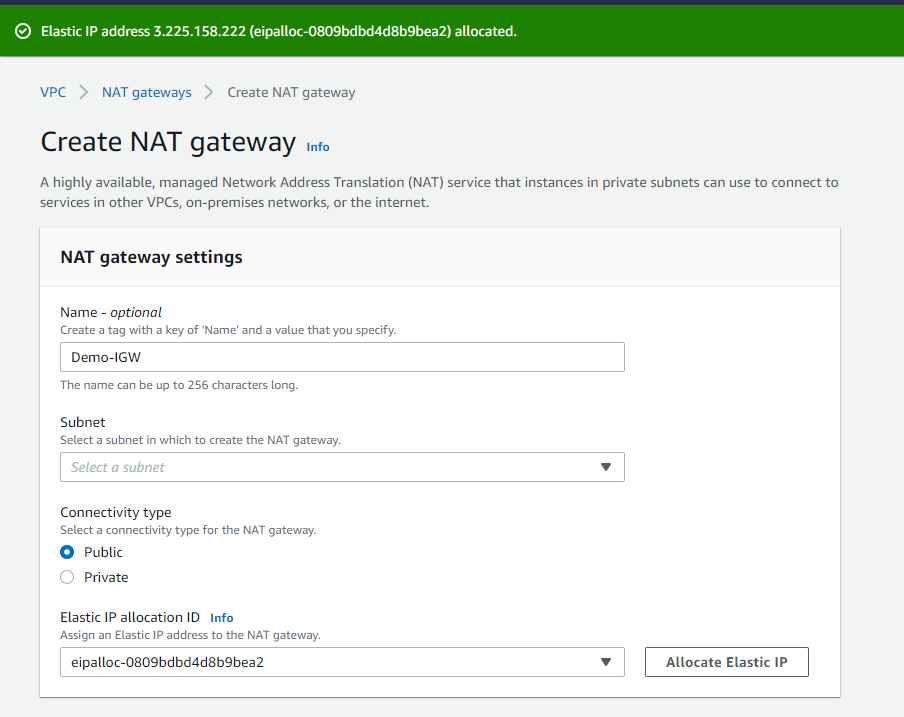 Elastic IP address 3.225.158.222 (eipalloc-0809bdbd4d8b9bea2) allocated.
VPC > NAT gateways > Create NAT gateway
Create NAT gateway Info
A highly available, managed Network Address Translation (NAT) service that instances in private subnets can use to connect to
services in other VPCs, on-premises networks, or the internet.
NAT gateway settings
Name - optional
Create a tag with a key of 'Name' and a value that you specify.
Demo-IGW
The name can be up to 256 characters long.
Subnet
Select a subnet in which to create the NAT gateway.
Select a subnet
Connectivity type
Select a connectivity type for the NAT gateway.
Public
Private
Elastic IP allocation ID Info
Assign an Elastic IP address to the NAT gateway.
eipalloc-0809bdbd4d8b9bea2 Allocate Elastic IP